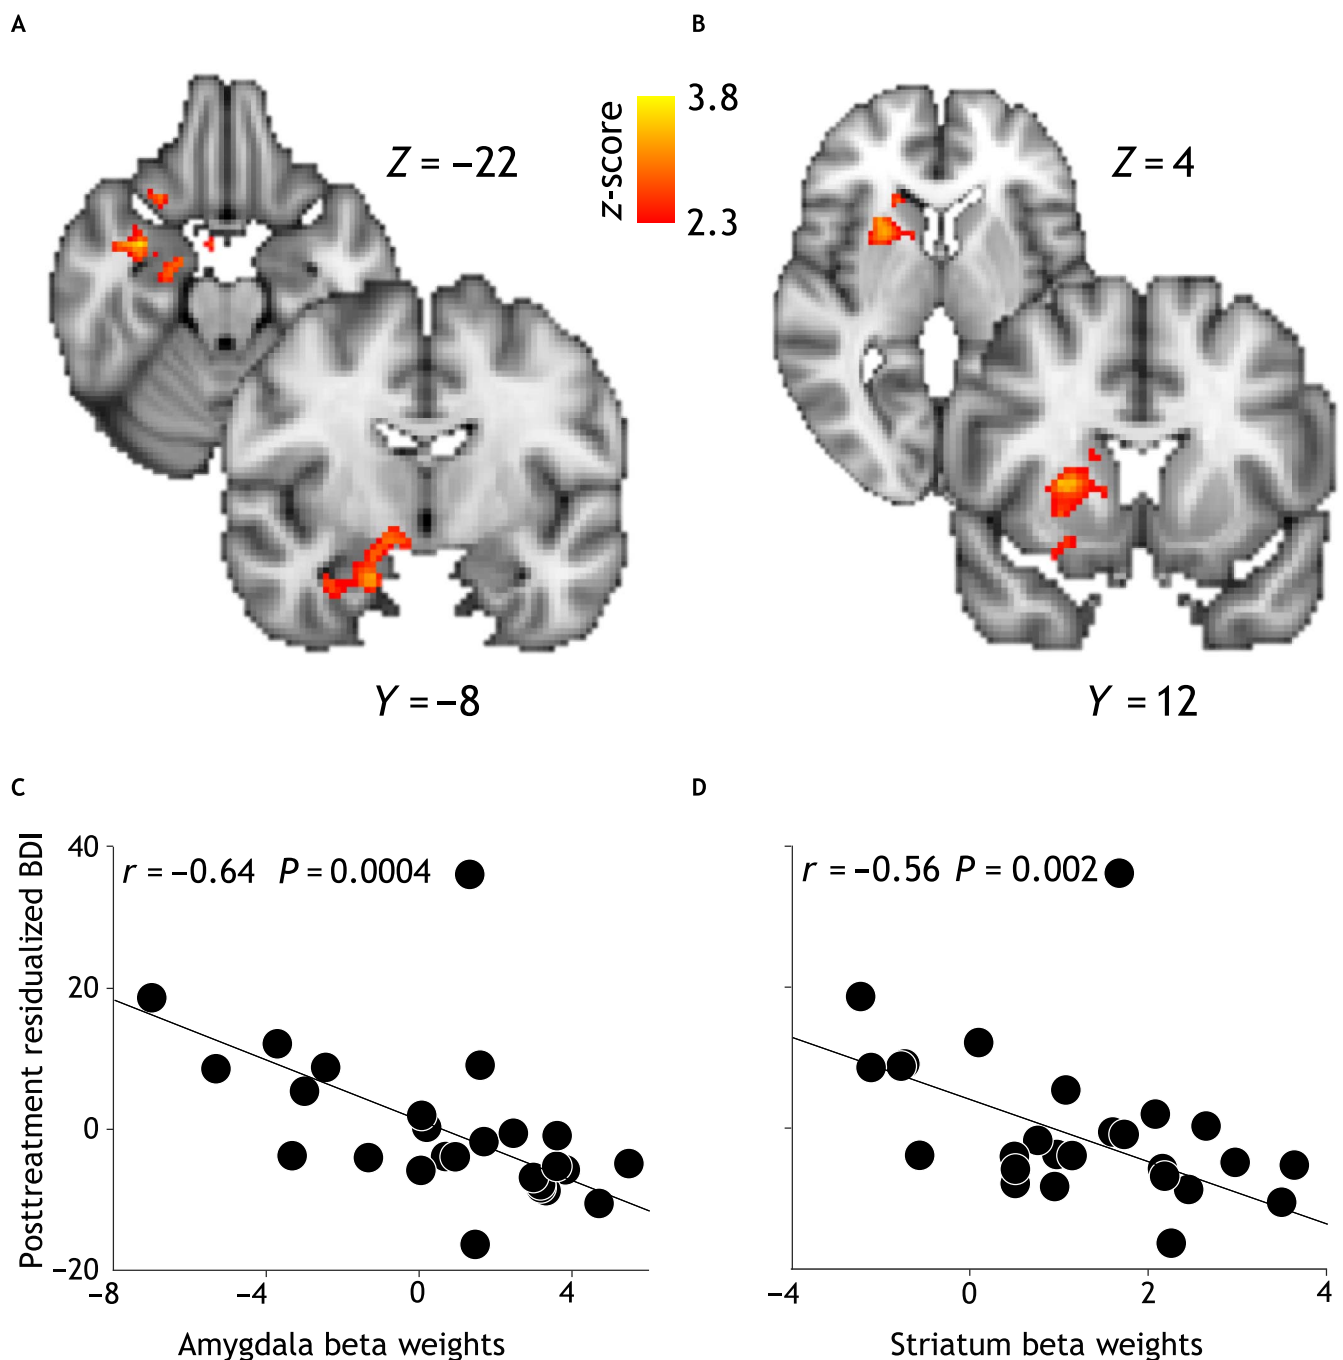 A
B
Z = −22
z-score
3.8
2.3
Z = 4
Y = −8
Y = 12
C
D
Posttreatment residualized BDI
40
20
0
−20
r = −0.64 P = 0.0004
r = −0.56 P = 0.002
−8 −4 0 4
−4 0 2 4
Amygdala beta weights
Striatum beta weights